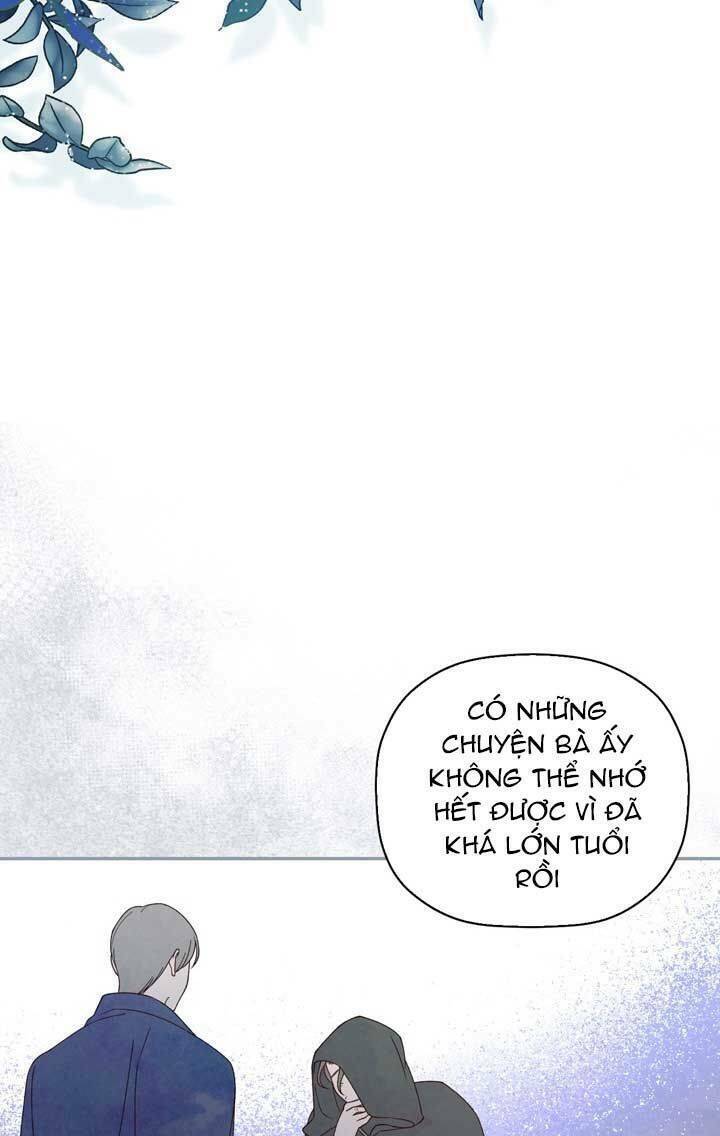 CÓ NHỮNG
CHUYỆN BÀ ẤY
KHÔNG THỂ NHỚ
HẾT ĐƯỢC VÌ ĐÃ
KHÁ LỚN TUỔI
RỒI